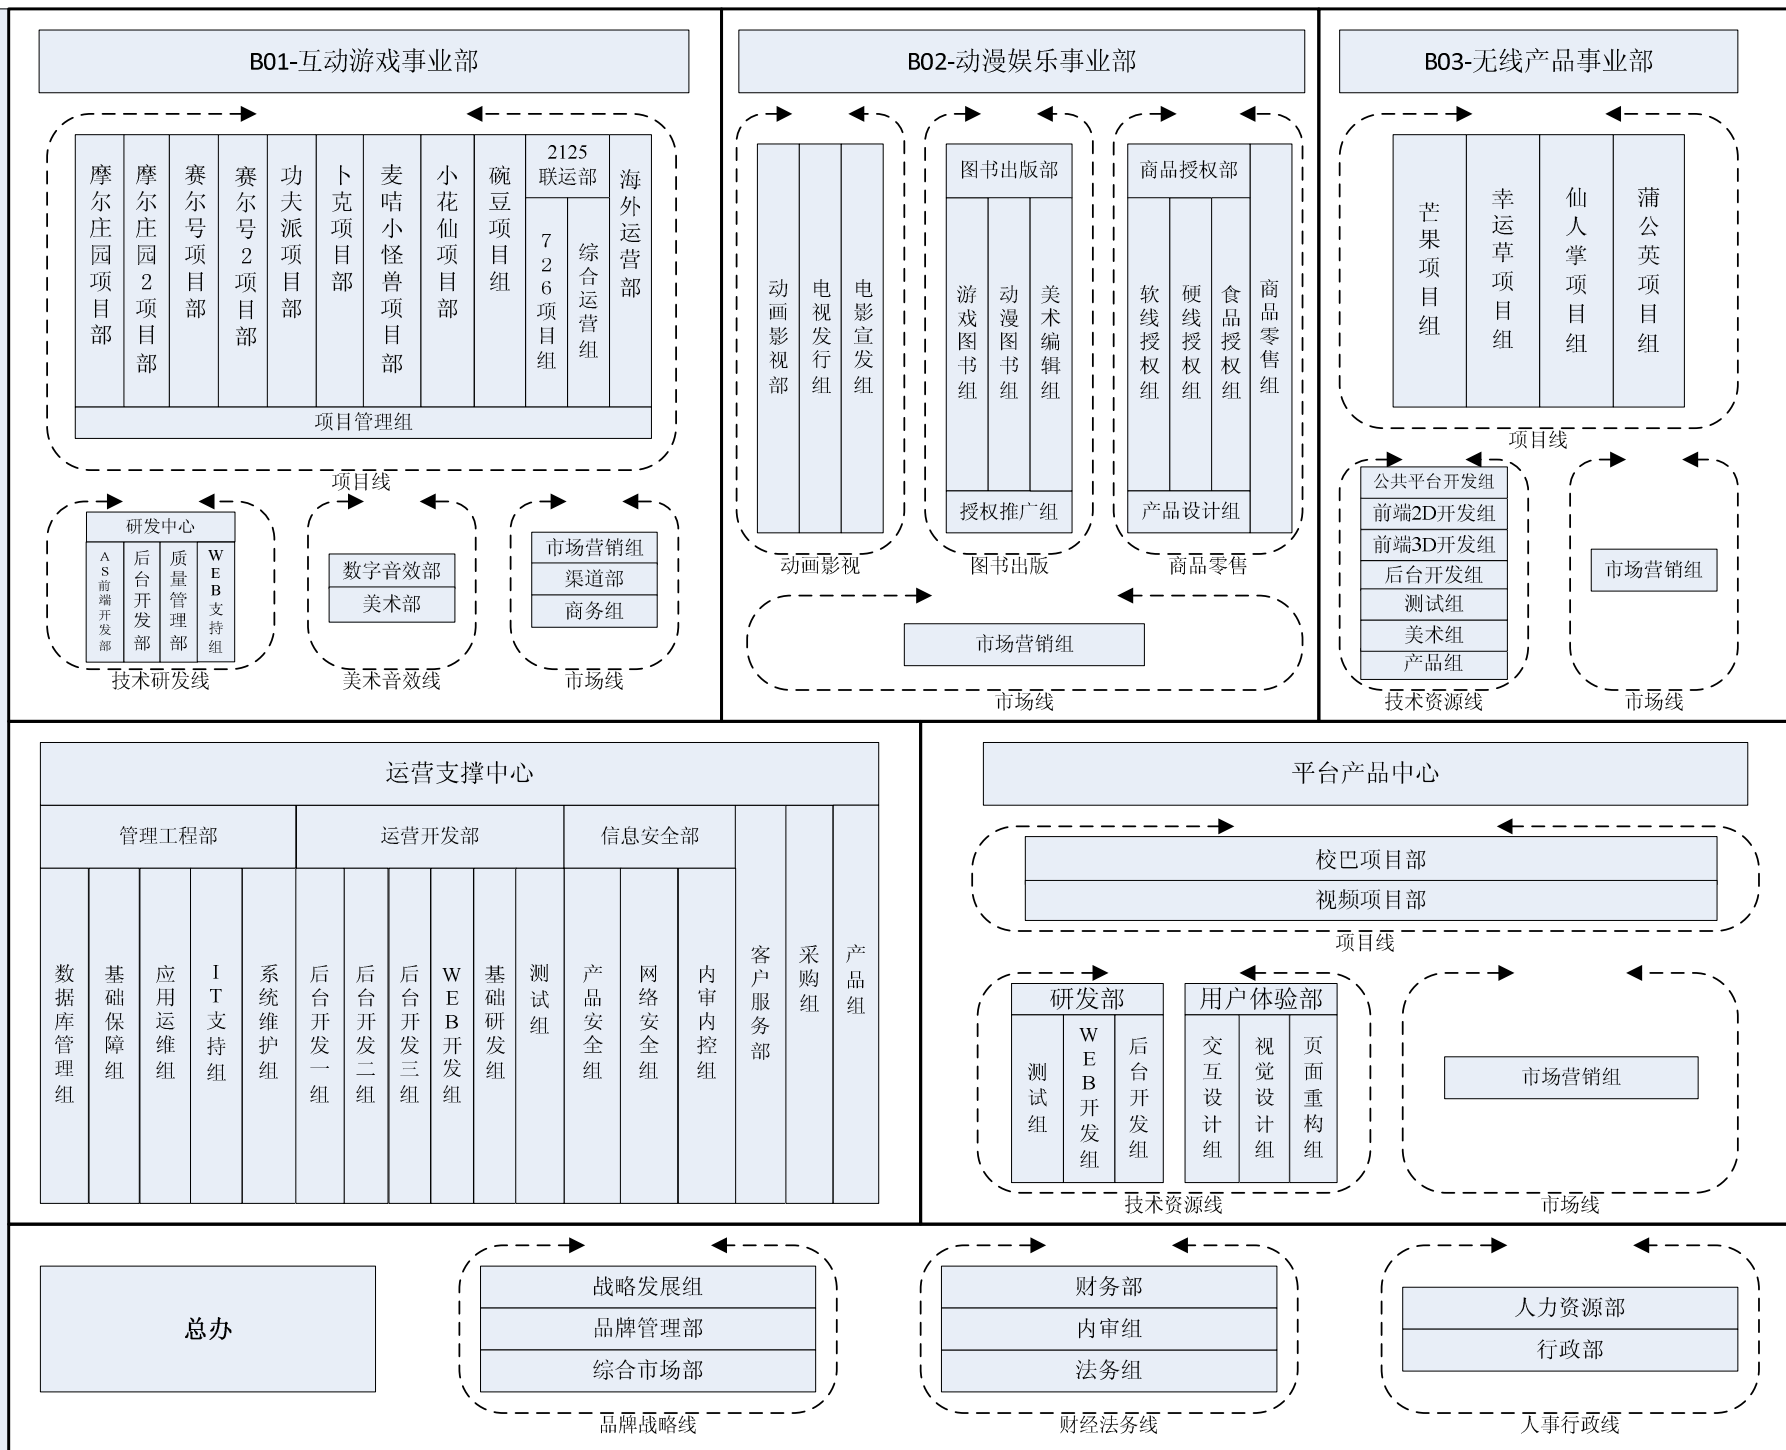 B01-互动游戏事业部
摩尔庄园项目部
摩尔庄园2项目部
赛尔号项目部
赛尔号2项目部
功夫派项目部
卜克项目部
麦咭小怪兽项目部
小花仙项目部
碗豆项目组
2125
联运部
726项目组
综合运营组
海外运营部
项目管理组
项目线
研发中心
AS前端开发部
后台开发部
质量管理部
WEB支持组
技术研发线
数字音效部
美术部
美术音效线
市场营销组
渠道部
商务组
市场线
B02-动漫娱乐事业部
动画影视部
电视发行组
电影宣发组
动画影视
图书出版部
游戏图书组
动漫图书组
美术编辑组
授权推广组
图书出版
商品授权部
软线授权组
硬线授权组
食品授权组
产品设计组
商品零售组
商品零售
市场营销组
市场线
B03-无线产品事业部
芒果项目组
幸运草项目组
仙人掌项目组
蒲公英项目组
项目线
公共平台开发组
前端2D开发组
前端3D开发组
后台开发组
测试组
美术组
产品组
技术资源线
市场营销组
市场线
运营支撑中心
管理工程部
数据库管理组
基础保障组
应用运维组
IT支持组
系统维护组
运营开发部
后台开发一组
后台开发二组
后台开发三组
WEB开发组
基础研发组
测试组
信息安全部
产品安全组
网络安全组
内审内控组
客户服务部
采购组
产品组
平台产品中心
校巴项目部
视频项目部
项目线
研发部
测试组
WEB开发组
后台开发组
用户体验部
交互设计组
视觉设计组
页面重构组
技术资源线
市场营销组
市场线
总办
战略发展组
品牌管理部
综合市场部
品牌战略线
财务部
内审组
法务组
财经法务线
人力资源部
行政部
人事行政线